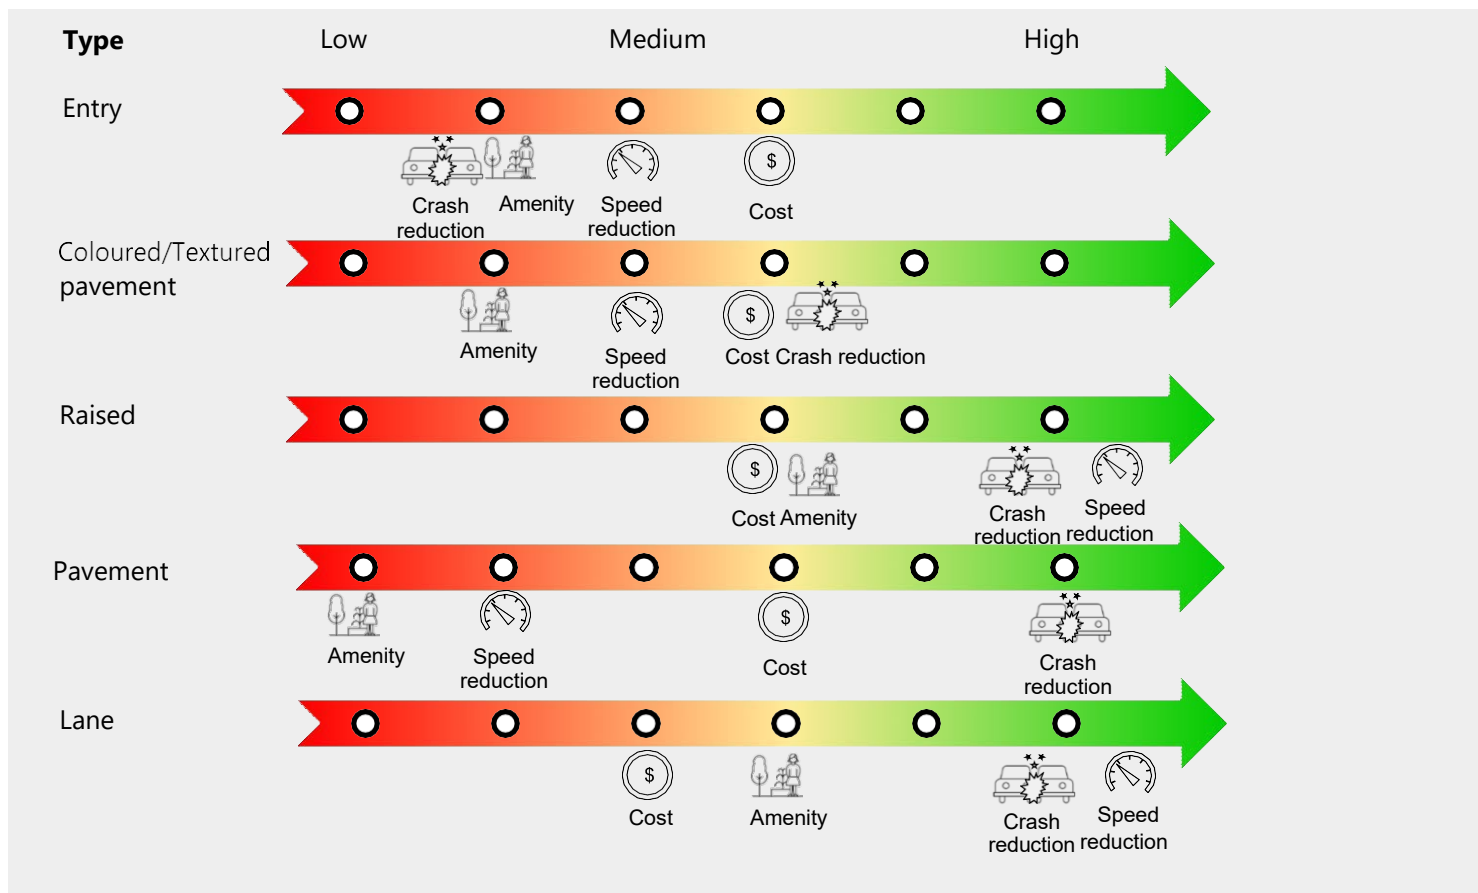 Type Low Medium High
Entry
$ $
Crash Amenity Speed Cost
reduction reduction
Coloured/Textured
pavement
$
Amenity Speed Cost Crash reduction
reduction
Raised
$
Cost Amenity Crash Speed
reduction reduction
Pavement
$
Amenity Speed Cost Crash
reduction reduction
Lane
$
Cost Amenity Crash Speed
reduction reduction